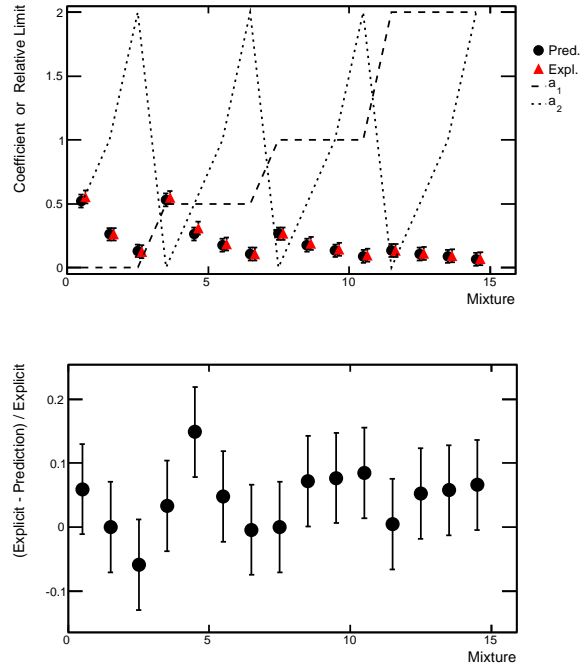 2
1.5
1
0.5
0
0
5
10
15
Coefficient or Relative Limit
Mixture
Pred.
Expl.
a1
a2
0.2
0.1
0
-0.1
0
5
10
15
(Explicit - Prediction) / Explicit
Mixture